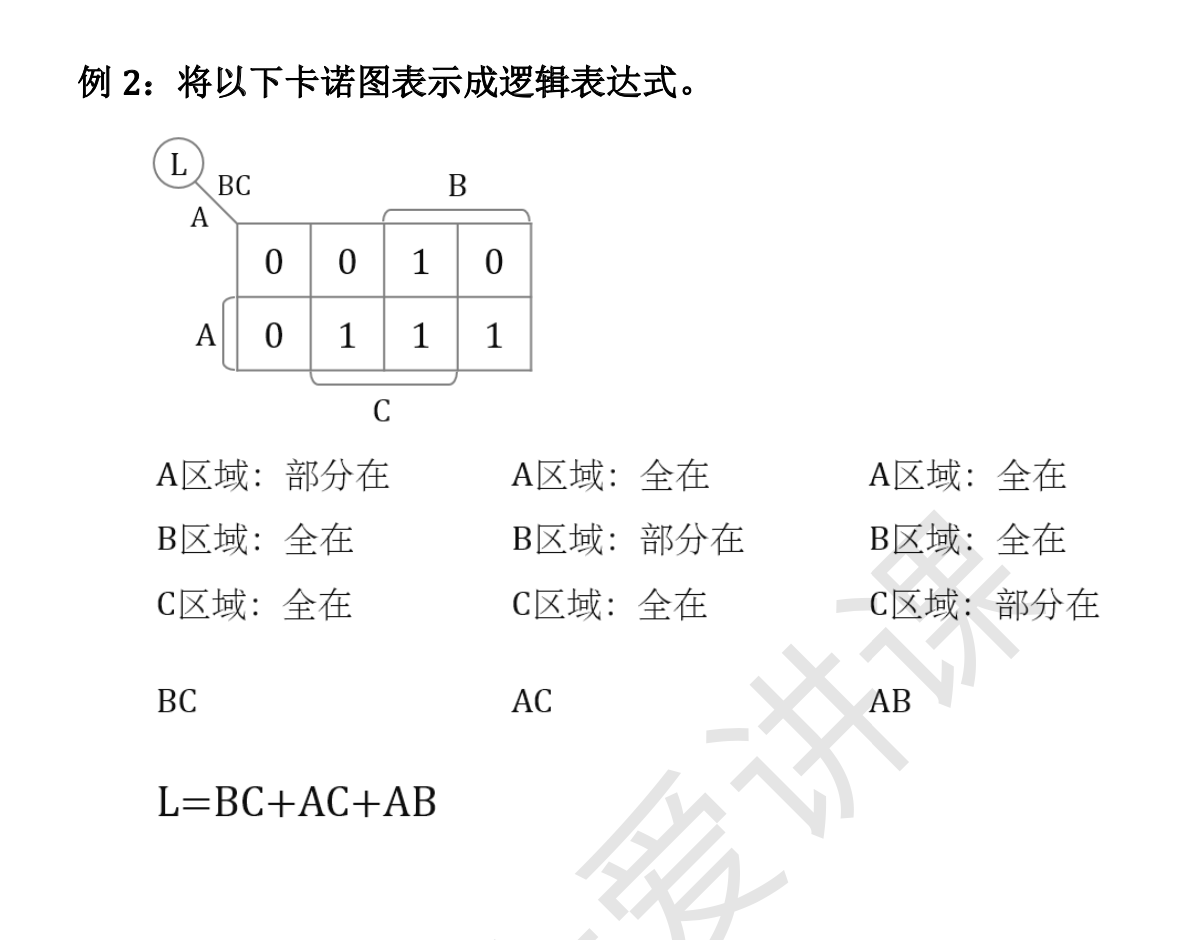 例 2：将以下卡诺图表示成逻辑表达式。
L
BC
B
A
0 0 1 0
A 0 1 1 1
C
A区域：部分在 A区域：全在 A区域：全在
B区域：全在 B区域：部分在 B区域：全在
C区域：全在 C区域：全在 C区域：部分在
BC AC AB
L=BC+AC+AB
爱讲课